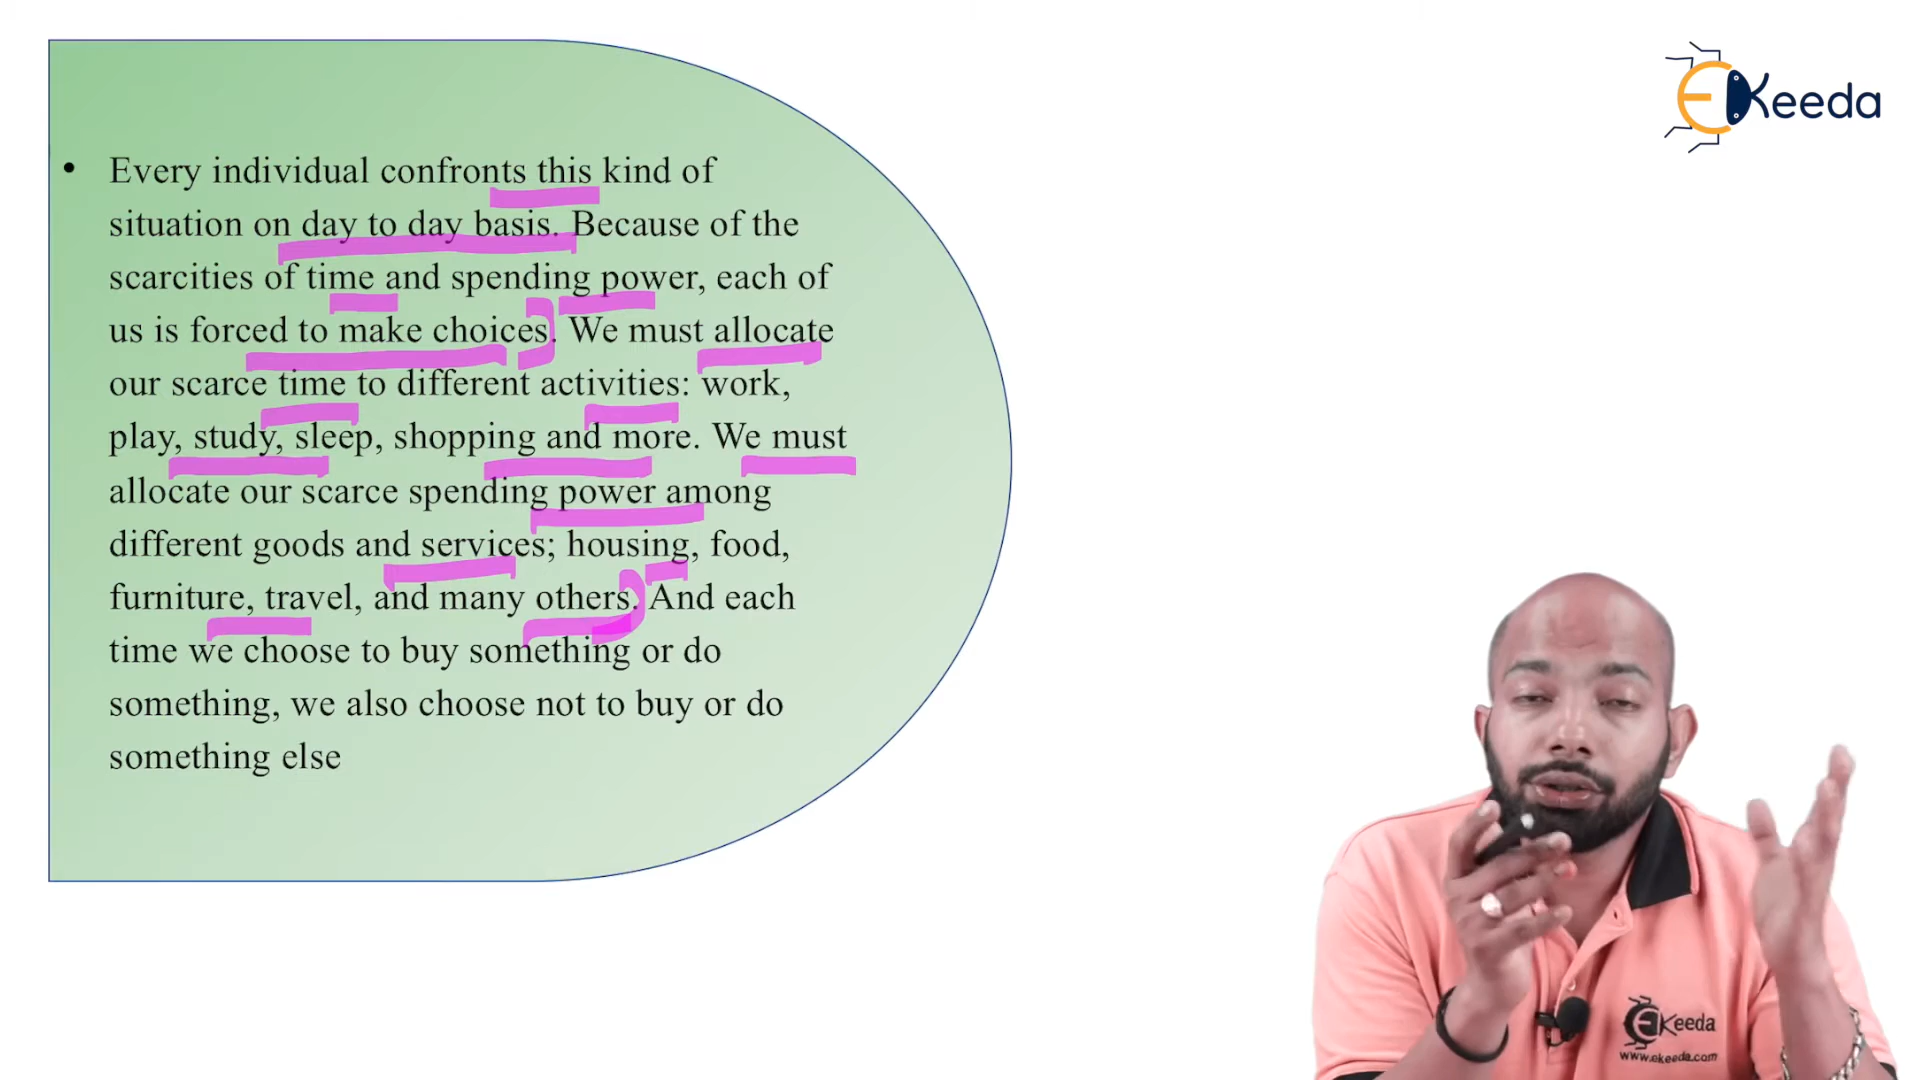 Keeda
• Every individual confronts this kind of
situation on day to day basis. Because of the
scarcities of time and spending power, each of
us is forced to make choices. We must allocate
our scarce time to different activities: work,
play, study, sleep, shopping and more. We must
allocate our scarce spending power among
different goods and services; housing, food,
furniture, travel, and many others. And each
time we choose to buy something or do
something, we also choose not to buy or do
something else
Keeda
www.ekeeda.com